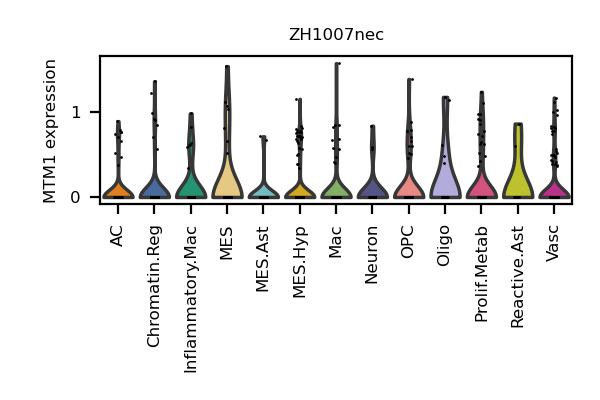 ZH1007nec
MTM1 expression
1
0
AC
Chromatin.Reg
Inflammatory.Mac
MES
MES.Ast
MES.Hyp
Mac
Neuron
OPC
Oligo
Prolif.Metab
Reactive.Ast
Vasc